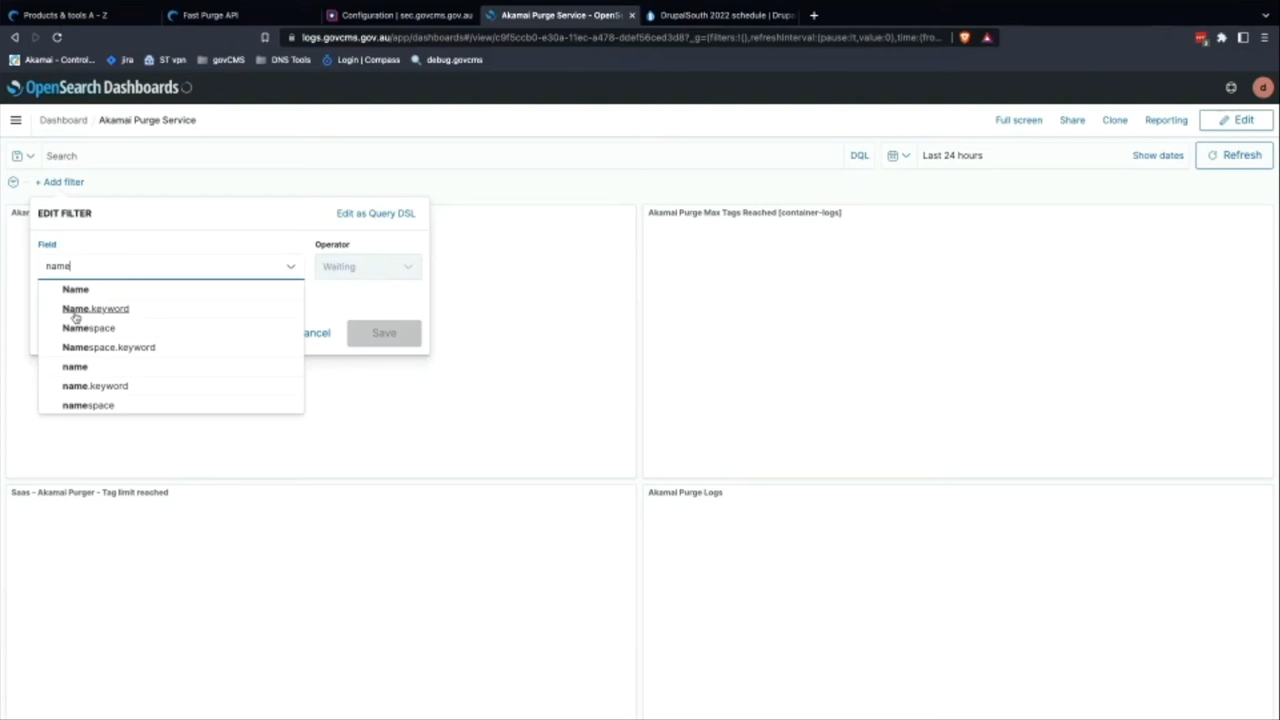 Products & tools A – Z
Fast Purge API
Configuration | sec.govcms.gov.au
Akamai Purge Service - OpenSe
DrupalSouth 2022 schedule | Drupa
logs.govcms.gov.au/app/dashboards#/view/c9f5ccb0-e30a-11ec-a478-ddef56ced3d8?_g=(filters:!(),refreshInterval:(pause:!t,value:0),time:(fro...
Akamai - Control...
jira
ST vpn
govCMS
DNS Tools
Login | Compass
debug.govcms
OpenSearch Dashboards
d
Dashboard / Akamai Purge Service
Full screen
Share
Clone
Reporting
Edit
Search
DQL
Last 24 hours
Show dates
Refresh
+ Add filter
EDIT FILTER
Edit as Query DSL
Field
Operator
name
Waiting
Name
Name.keyword
Namespace
Namespace.keyword
name
name.keyword
namespace
ancel
Save
Akar
Akamai Purge Max Tags Reached [container-logs]
Saas - Akamai Purger - Tag limit reached
Akamai Purge Logs